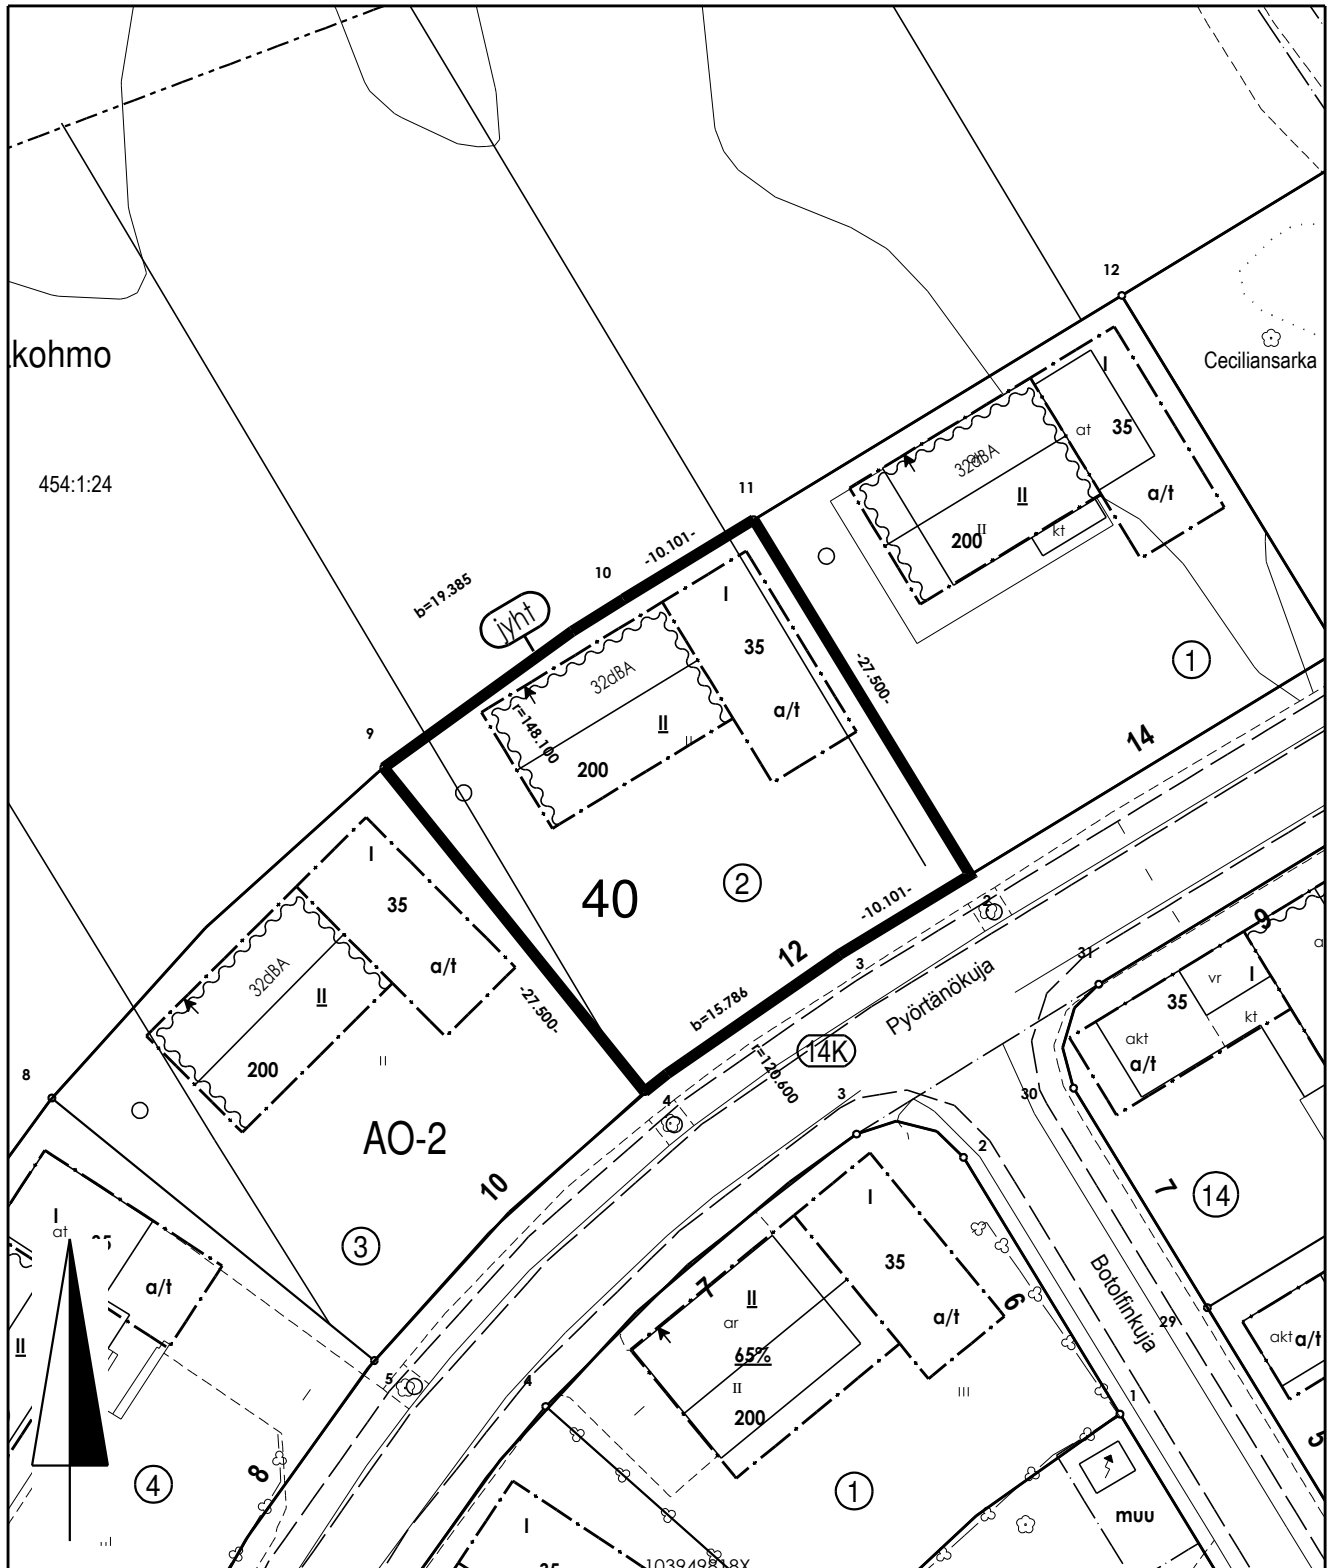 12
kohmo
Ceciliansarka
I
at
35
32dBA
454:1:24
11
II
a/t
200
II
kt
-10.101-
10
b=19.385
jyht
I
35
32dBA
-27.500-
1
a/t
r=148.100
II
II
14
9
200
I
2
40
35
-10.101-
2
9
12
a/t
32dBA
3
31
II
Pyörtänökuja
vr
I
35
-27.500-
b=15.786
kt
akt
a/t
14K
200
II
r=120.600
8
4
3
30
AO-2
2
10
7
14
I
at
35
3
I
35
Botolfinkuja
a/t
7
II
6
a/t
ar
29
II
65%
akt
a/t
5
4
II
III
1
200
5
8
4
1
muu
I
35
103949818X